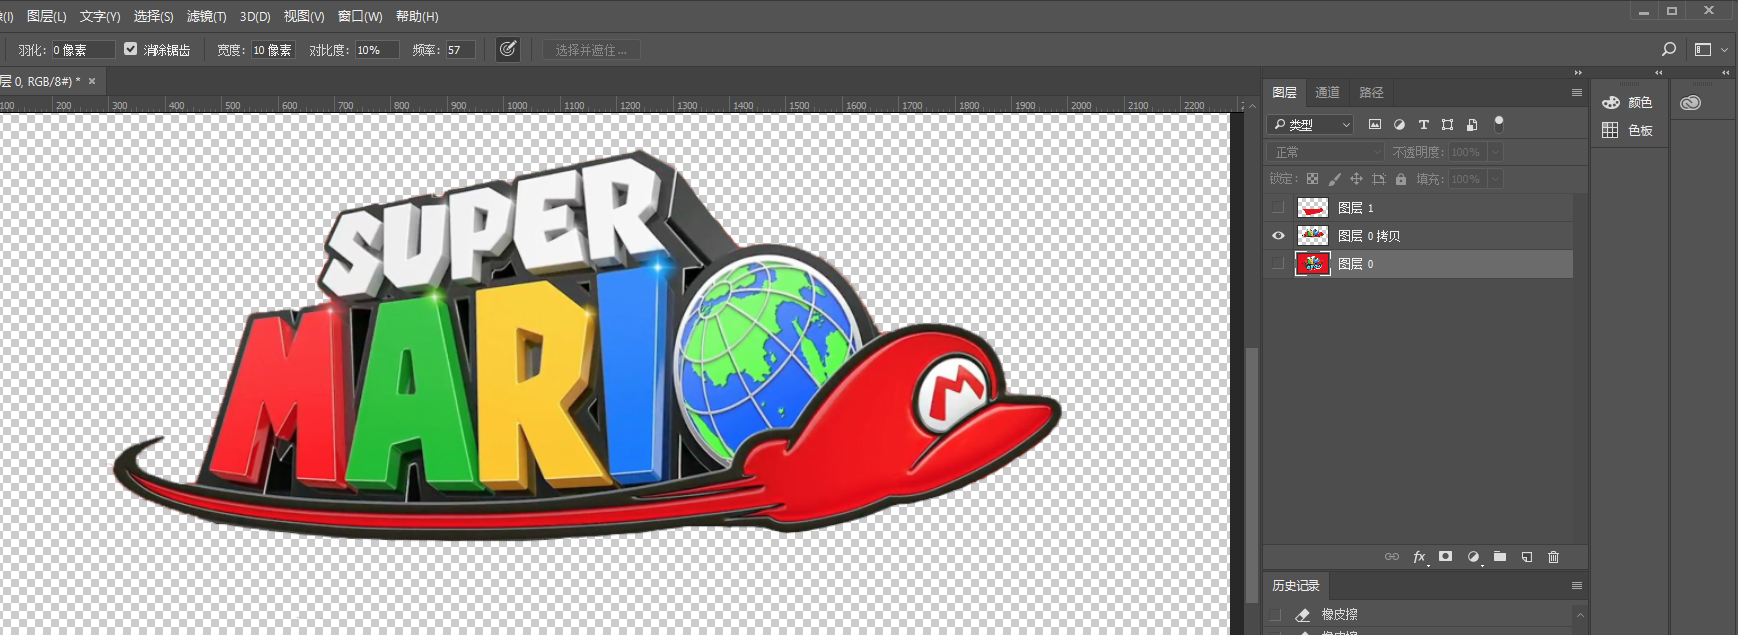 像(I) 图层(L) 文字(Y) 选择(S) 滤镜(T) 3D(D) 视图(V) 窗口(W) 帮助(H)
羽化: 0 像素 消除锯齿 宽度: 10 像素 对比度: 10% 频率: 57 选择并遮住 ...
层 0, RGB/8#) * ×
100 200 300 400 500 600 700 800 900 1000 1100 1200 1300 1400 1500 1600 1700 1800 1900 2000 2100 2200
SUPER
MARIO
M
图层 通道 路径
类型
正常 不透明度: 100%
锁定: 填充: 100%
图层 1
图层 0 拷贝
图层 0
fx
历史记录
橡皮擦
颜色
色板